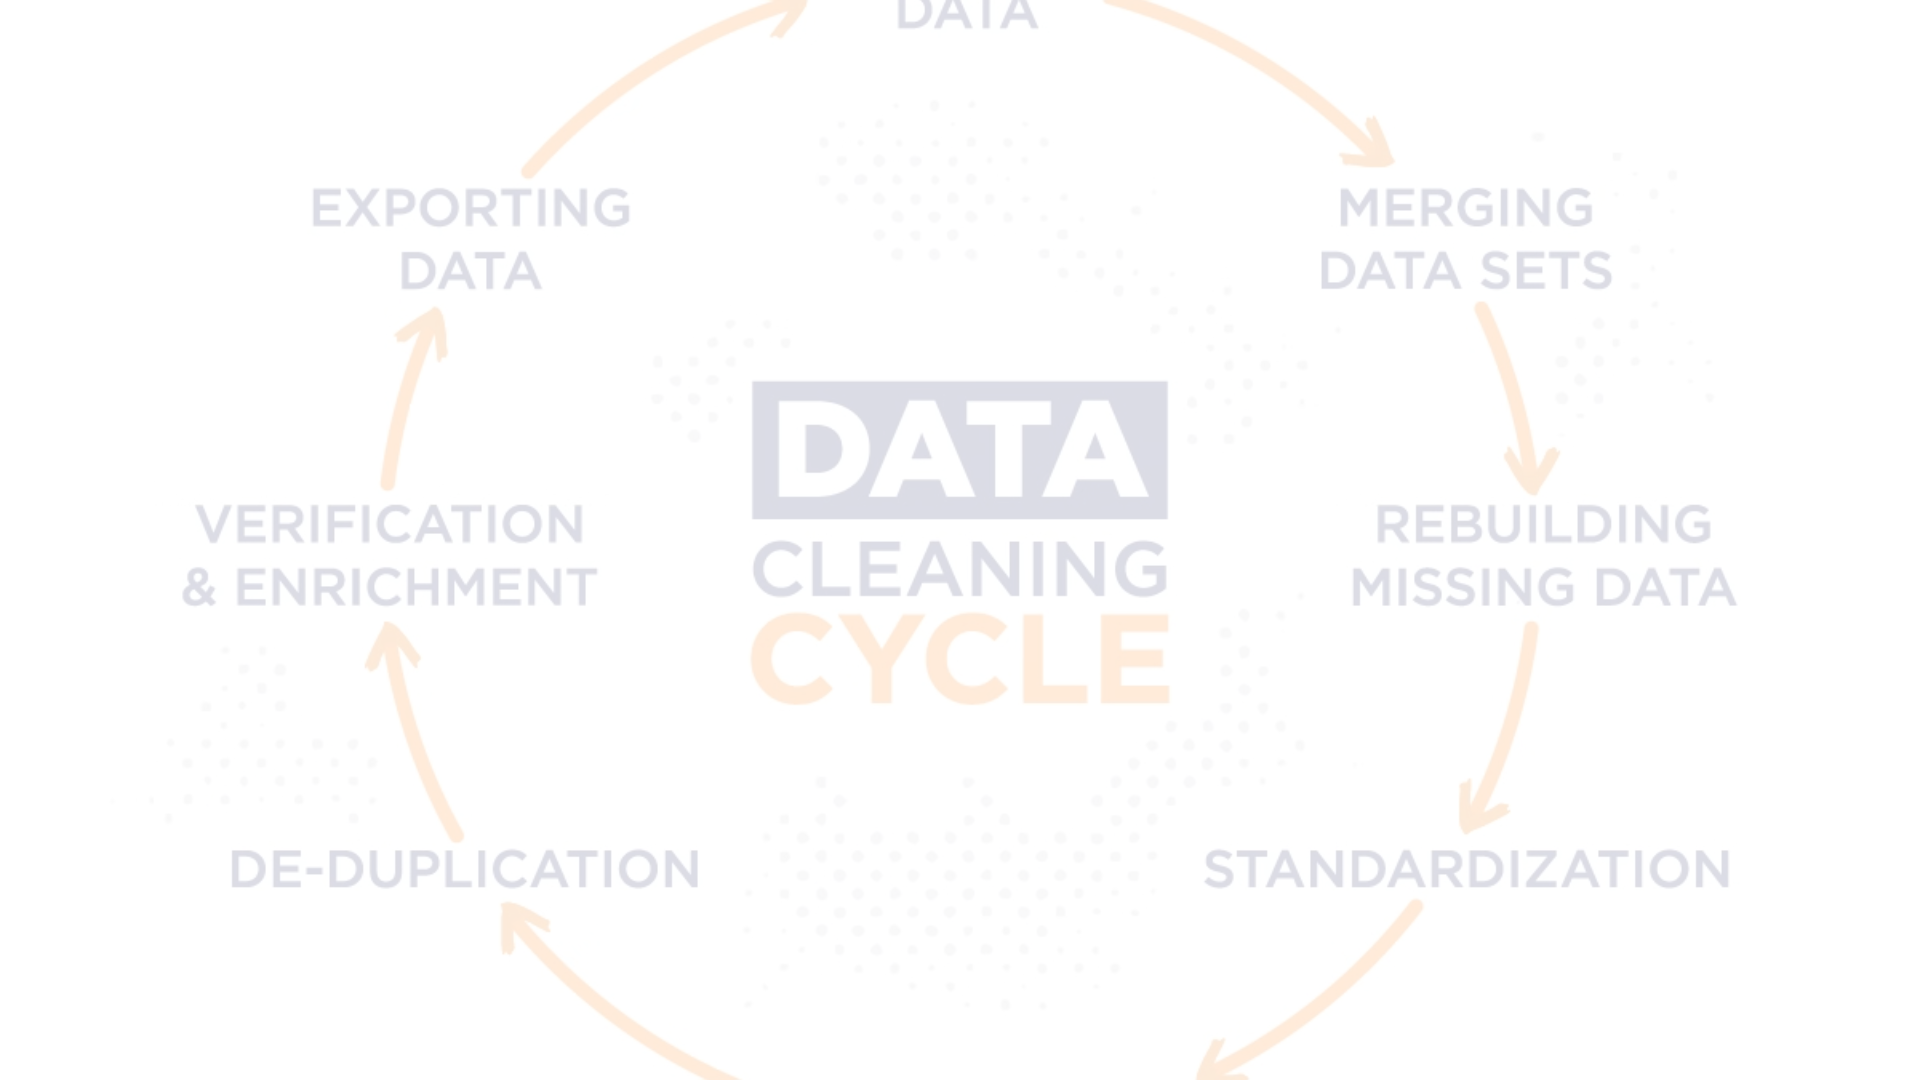 DATA
EXPORTING
DATA
MERGING
DATA SETS
DATA
CLEANING
CYCLE
VERIFICATION
& ENRICHMENT
REBUILDING
MISSING DATA
DE-DUPLICATION
STANDARDIZATION